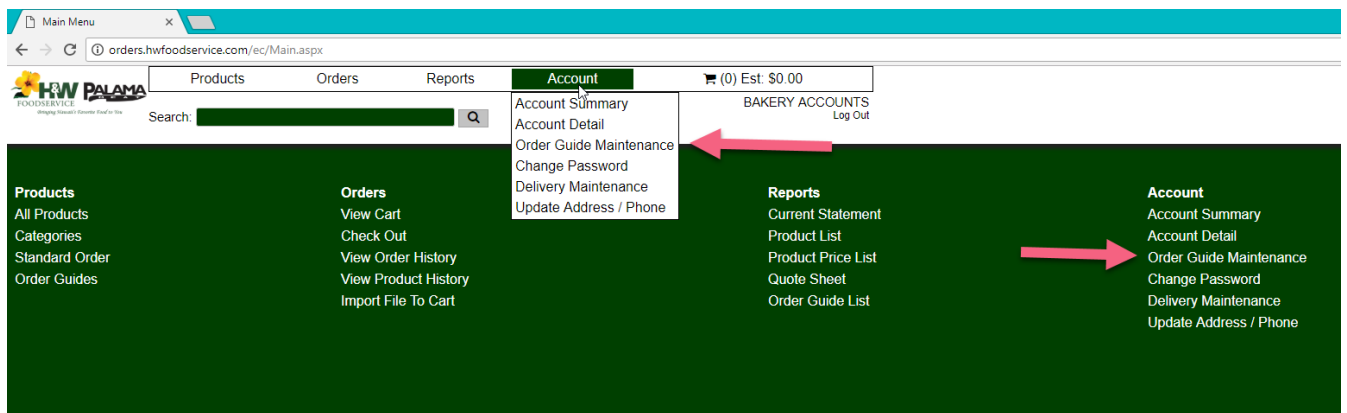 Main Menu
orders.hwfoodservice.com/ec/Main.aspx
H&W PALAMA
FOODSERVICE
Products Orders Reports Account (0) Est: $0.00
BAKERY ACCOUNTS
Log Out
Search:
Account Summary
Account Detail
Order Guide Maintenance
Change Password
Delivery Maintenance
Update Address / Phone
Products
All Products
Categories
Standard Order
Order Guides
Orders
View Cart
Check Out
View Order History
View Product History
Import File To Cart
Reports
Current Statement
Product List
Product Price List
Quote Sheet
Order Guide List
Account
Account Summary
Account Detail
Order Guide Maintenance
Change Password
Delivery Maintenance
Update Address / Phone